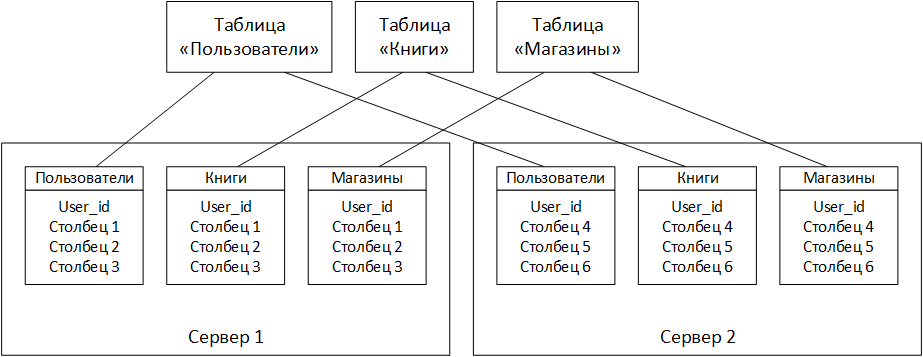 Таблица
«Пользователи»
Таблица
«Книги»
Таблица
«Магазины»
Пользователи
User_id
Столбец 1
Столбец 2
Столбец 3
Книги
User_id
Столбец 1
Столбец 2
Столбец 3
Магазины
User_id
Столбец 1
Столбец 2
Столбец 3
Сервер 1
Пользователи
User_id
Столбец 4
Столбец 5
Столбец 6
Книги
User_id
Столбец 4
Столбец 5
Столбец 6
Магазины
User_id
Столбец 4
Столбец 5
Столбец 6
Сервер 2